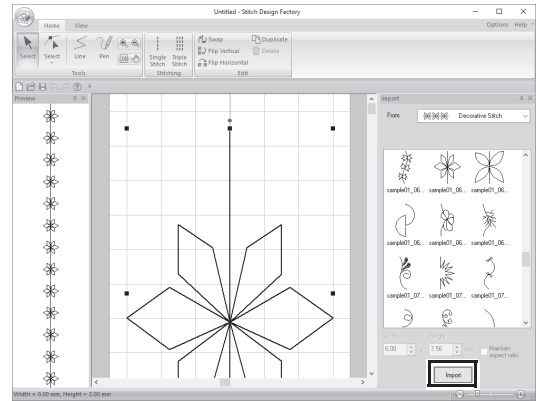 Untitled - Stitch Design Factory
Home View
Options Help
Select Select Line Pen
Single Stitch Triple Stitch
Swap Duplicate
Flip Vertical Delete
Flip Horizontal
Tools Stitching Edit
Preview
Import
From Decorative Stitch
sample01_06... sample01_06... sample01_06...
sample01_06... sample01_06... sample01_06...
sample01_07... sample01_07... sample01_07...
Width Height
6.00 x 7.56 mm Maintain aspect ratio
Import
Width = 0.00 mm, Height = 2.00 mm